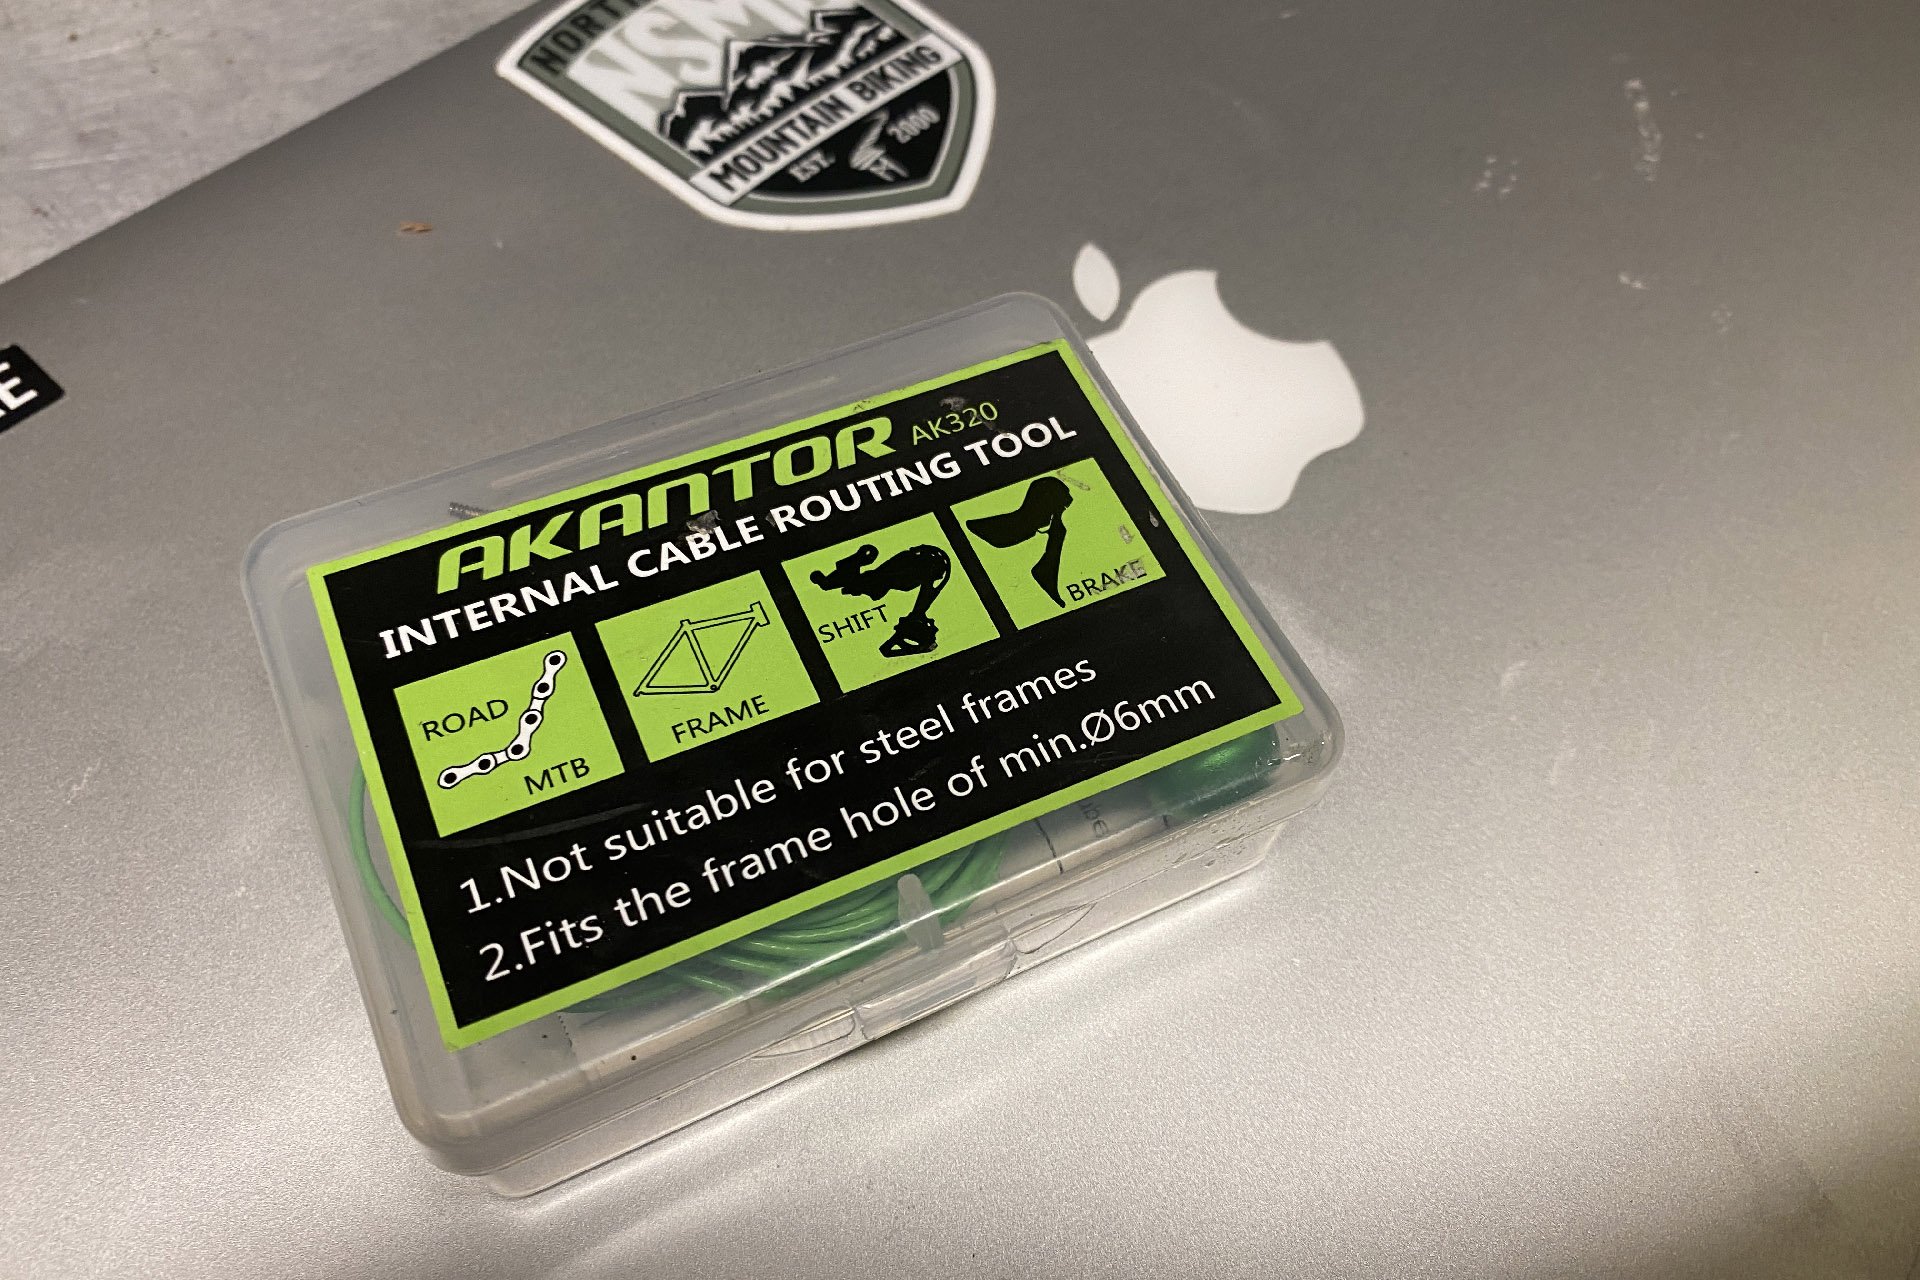 NSM
MOUNTAIN BIKING
EST. 2000
AKANTOR AK320
INTERNAL CABLE ROUTING TOOL
ROAD
MTB
FRAME
SHIFT
BRAKE
1.Not suitable for steel frames
2.Fits the frame hole of min.Ø6mm